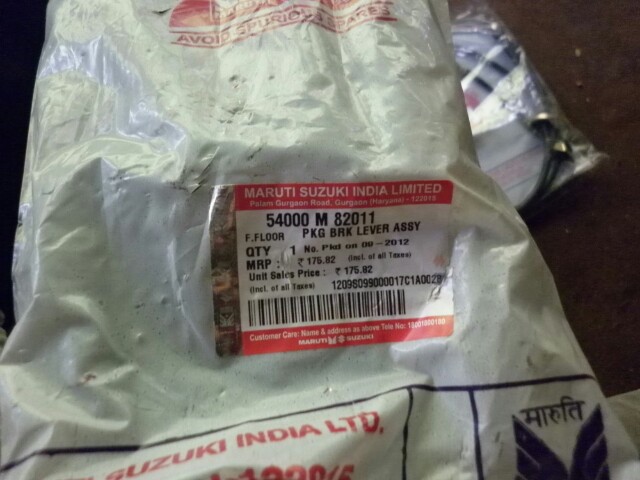 AVOID SPURIOUS SPARES
MARUTI SUZUKI INDIA LIMITED
Palam Gurgaon Road, Gurgaon (Haryana) - 122015
54000 M 82011
F.FLOOR PKG BRK LEVER ASSY
QTY : 1 No. Pkd on 09-2012
MRP : ₹ 175.82 (Incl. of all Taxes)
Unit Sales Price : ₹ 175.82
(Incl. of all Taxes)
Customer Care: Name & address as above Tele No: 1800180180
MARUTI SUZUKI
SUZUKI INDIA LTD.
मारुति